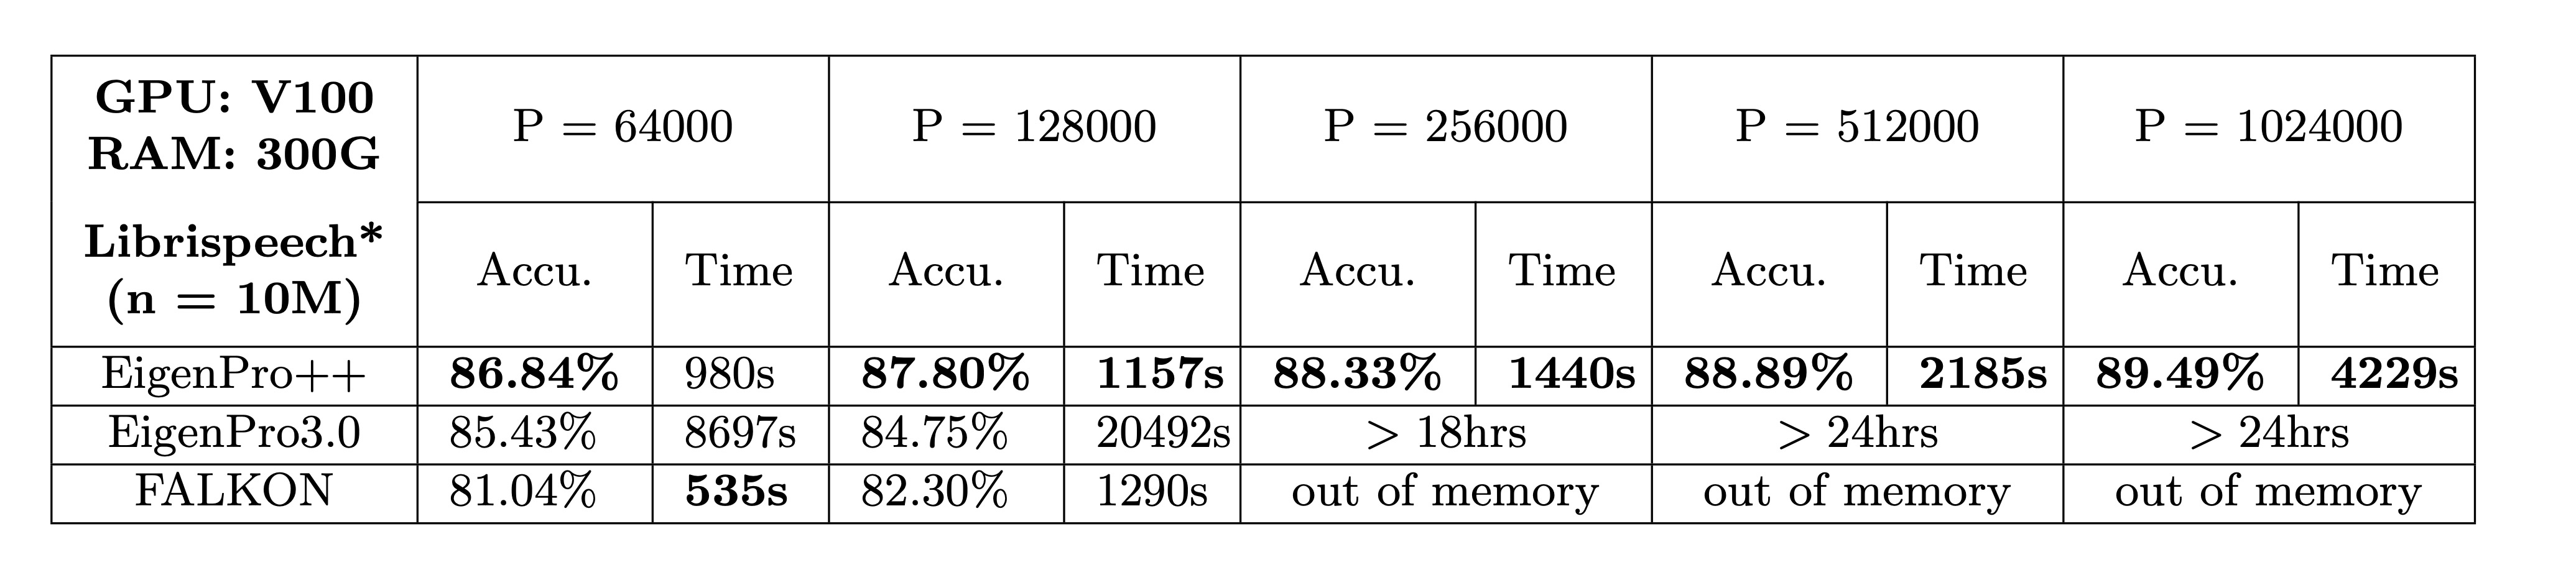 GPU: V100
RAM: 300G
P = 64000 P = 128000 P = 256000 P = 512000 P = 1024000
Librispeech*
(n = 10M)
Accu. Time Accu. Time Accu. Time Accu. Time Accu. Time
EigenPro++ 86.84% 980s 87.80% 1157s 88.33% 1440s 88.89% 2185s 89.49% 4229s
EigenPro3.0 85.43% 8697s 84.75% 20492s > 18hrs > 24hrs > 24hrs
FALKON 81.04% 535s 82.30% 1290s out of memory out of memory out of memory